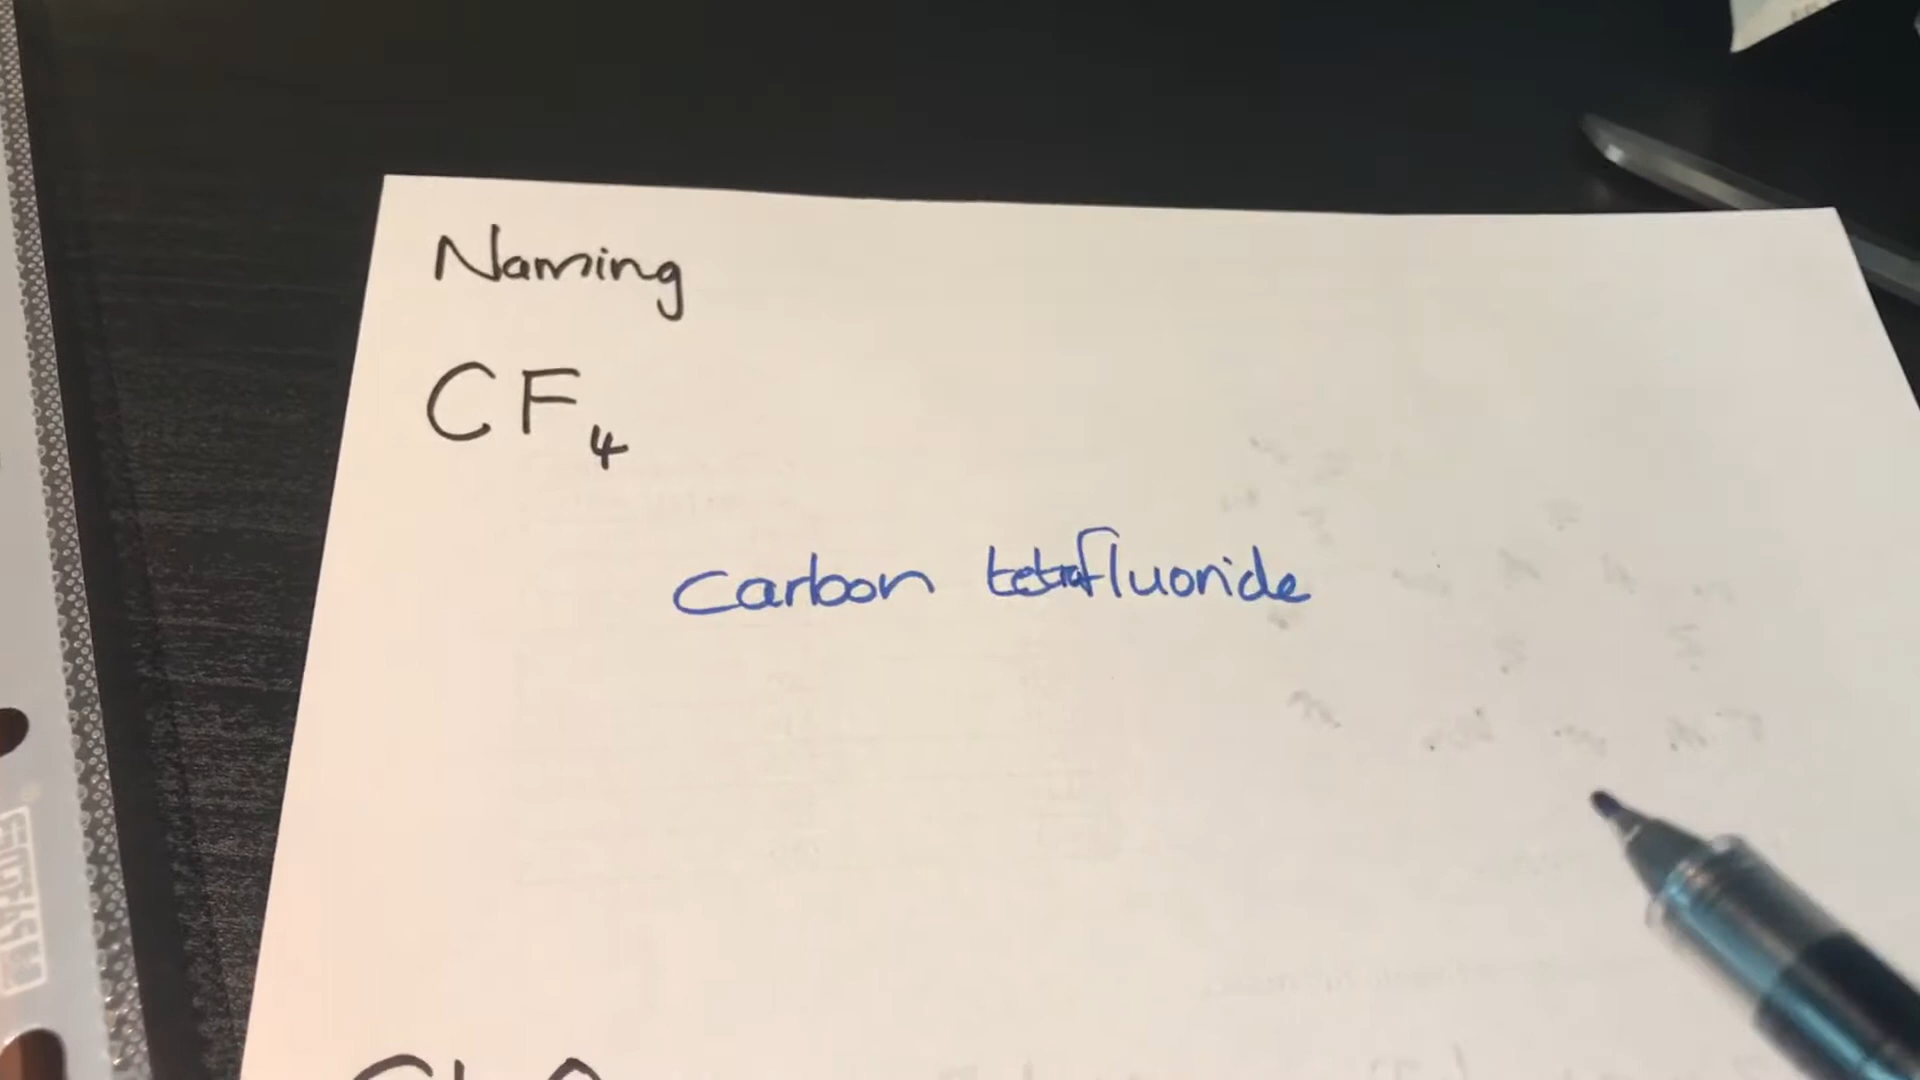 Naming
CF₄
carbon tetrafluoride